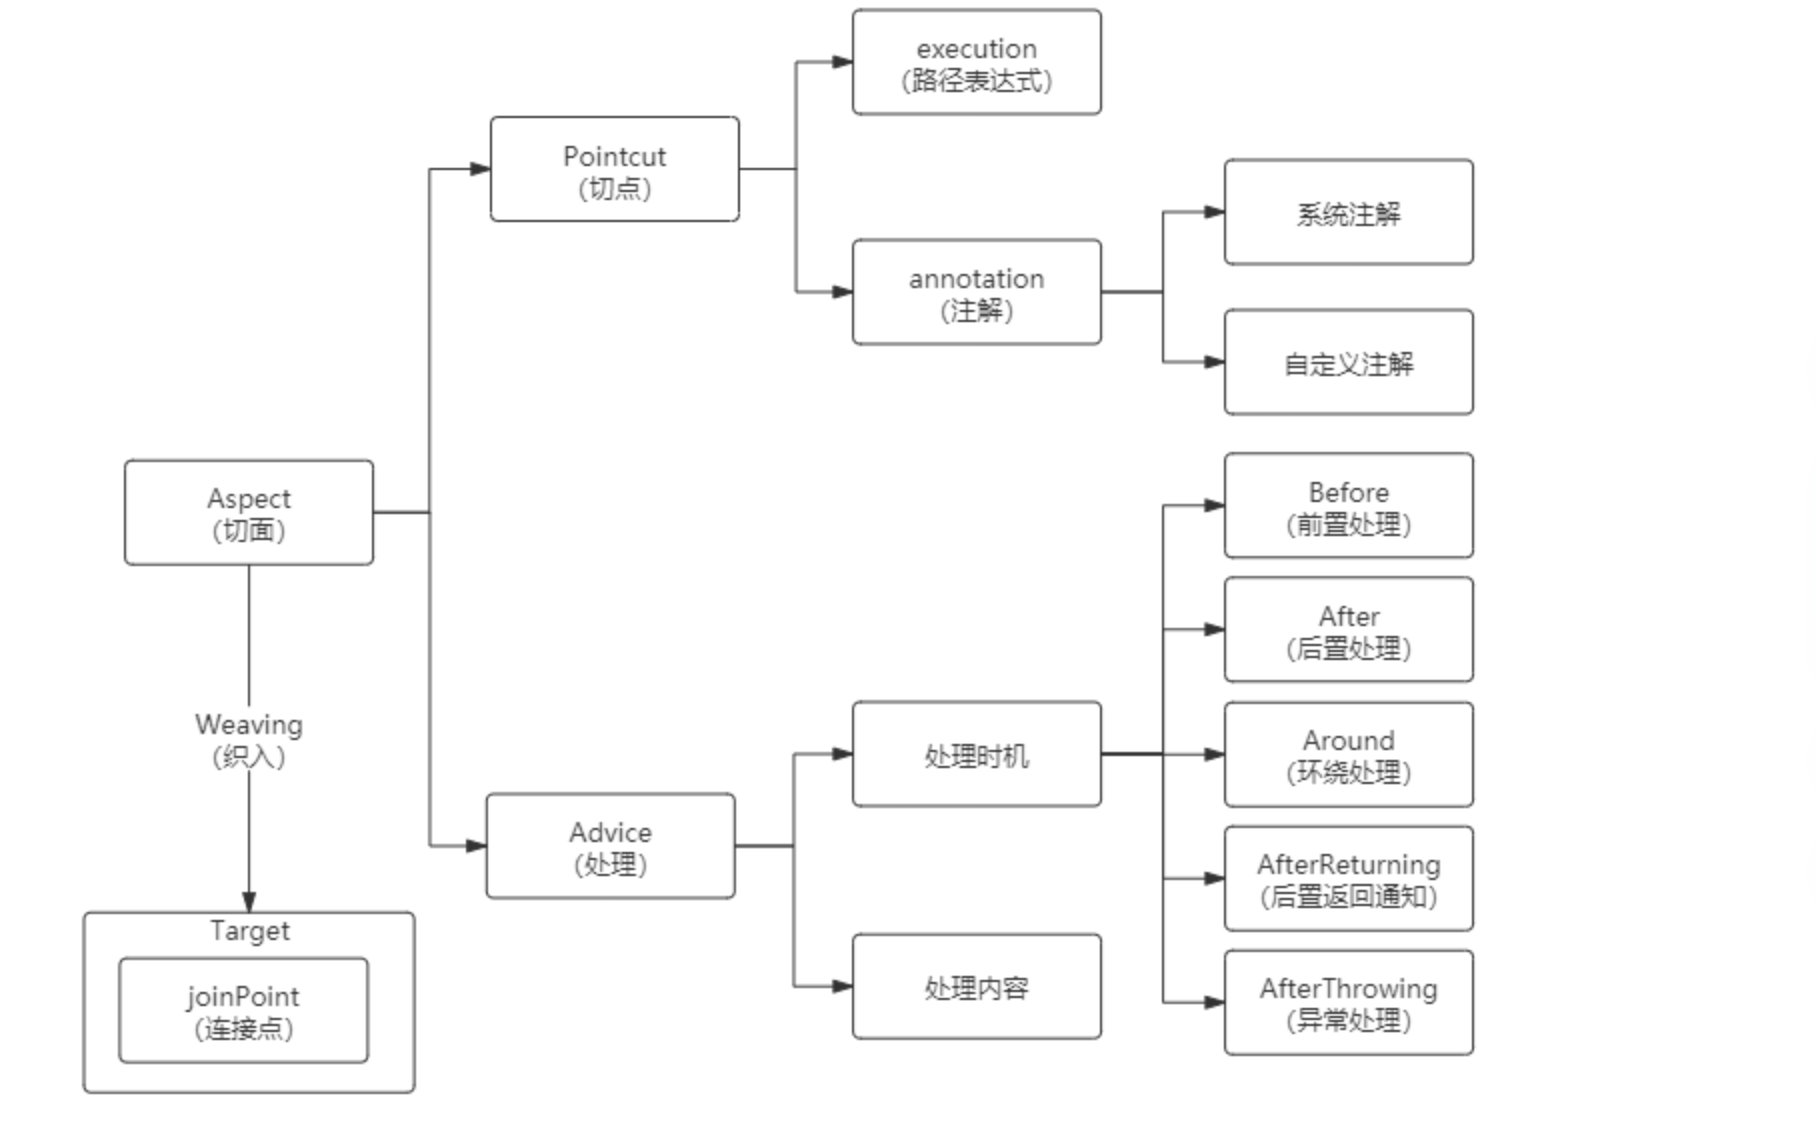 execution
（路径表达式）
Pointcut
（切点）
annotation
（注解）
系统注解
自定义注解
Aspect
（切面）
Weaving
（织入）
Target
joinPoint
（连接点）
Advice
（处理）
处理时机
处理内容
Before
（前置处理）
After
（后置处理）
Around
（环绕处理）
AfterReturning
（后置返回通知）
AfterThrowing
（异常处理）